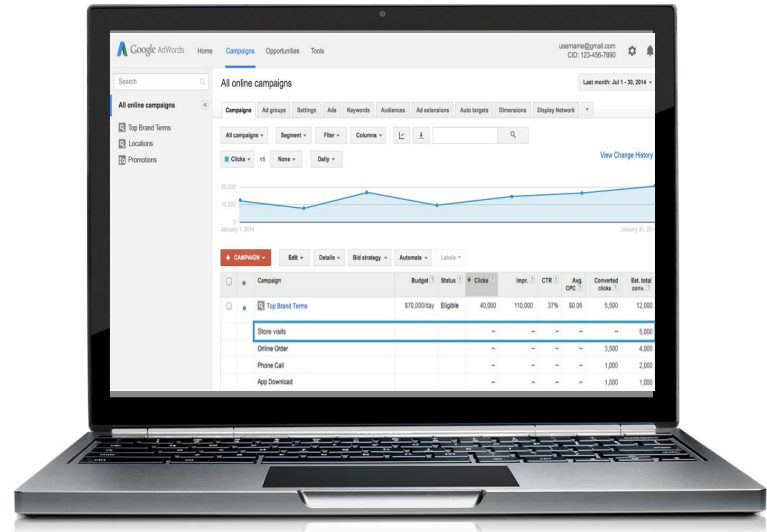 Google AdWords Home Campaigns Opportunities Tools
username@gmail.com
CID: 123-456-7890
Search
All online campaigns
Last month: Jul 1 - 30, 2014
All online campaigns
Top Brand Terms
Locations
Promotions
Campaigns Ad groups Settings Ads Keywords Audiences Ad extensions Auto targets Dimensions Display Network
All campaigns Segment Filter Columns
Clicks VS None Daily
View Change History
20,000
10,000
0
January 1, 2014 January 31, 2014
+ CAMPAIGN Edit Details Bid strategy Automate Labels
Campaign Budget ? Status ? Clicks ? Impr. ? CTR ? Avg. CPC ? Converted clicks ? Est. total conv. ?
Top Brand Terms $70,000/day Eligible 40,000 110,000 37% $0.06 5,500 12,000
Store visits -- -- -- -- -- 5,000
Online Order -- -- -- -- 3,500 4,000
Phone Call -- -- -- -- 1,000 2,000
App Download -- -- -- -- 1,000 1,000